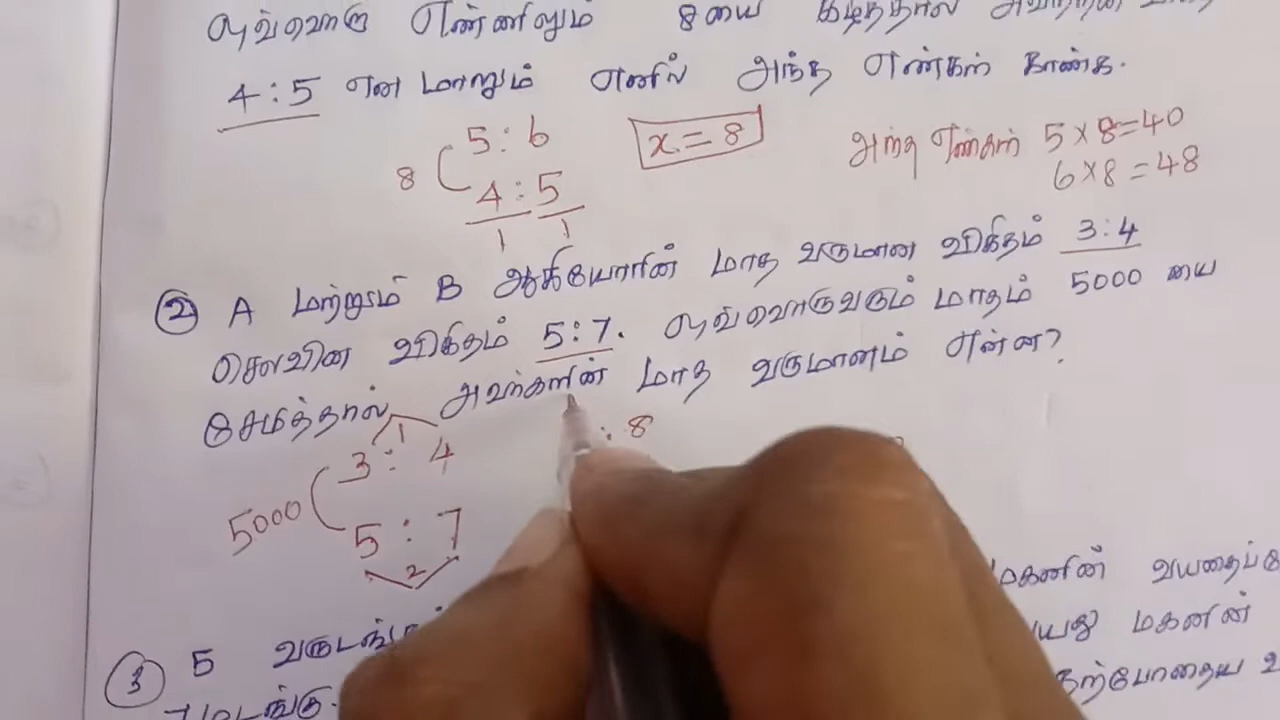 ஒவ்வொரு எண்ணிலும் 8யை கழித்தால்
4:5 என மாறும் எனில் அந்த எண்கள் காண்க.
5:6
8
4:5
1 1
x=8
அந்த எண்கள் 5×8=40
6×8=48
② A மற்றும் B ஆகியோரின் மாத வருமான விகிதம் 3:4
செலவின விகிதம் 5:7. ஒவ்வொருவரும் மாதம் 5000 யை
சேமித்தால் அவர்களின் மாத வருமானம் என்ன?
1
3:4
5000
5:7
2
: 8
③ 5
மகனின் வயதைப்
மகனின்
தற்போதைய